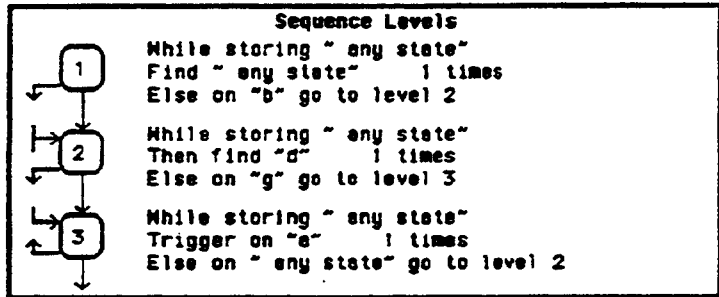 Sequence Levels
While storing " any state"
Find " any state" 1 times
Else on "b" go to level 2
While storing " any state"
Then find "d" 1 times
Else on "g" go to level 3
While storing " any state"
Trigger on "e" 1 times
Else on " any state" go to level 2
1
2
3